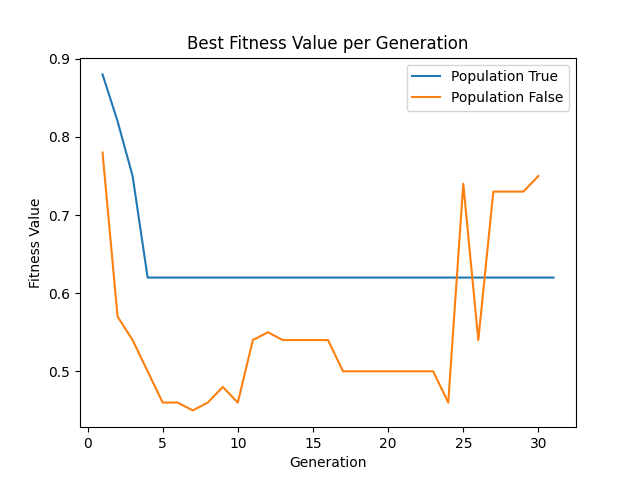 Best Fitness Value per Generation
Population True
Population False
Fitness Value
0.9
0.8
0.7
0.6
0.5
0 5 10 15 20 25 30
Generation